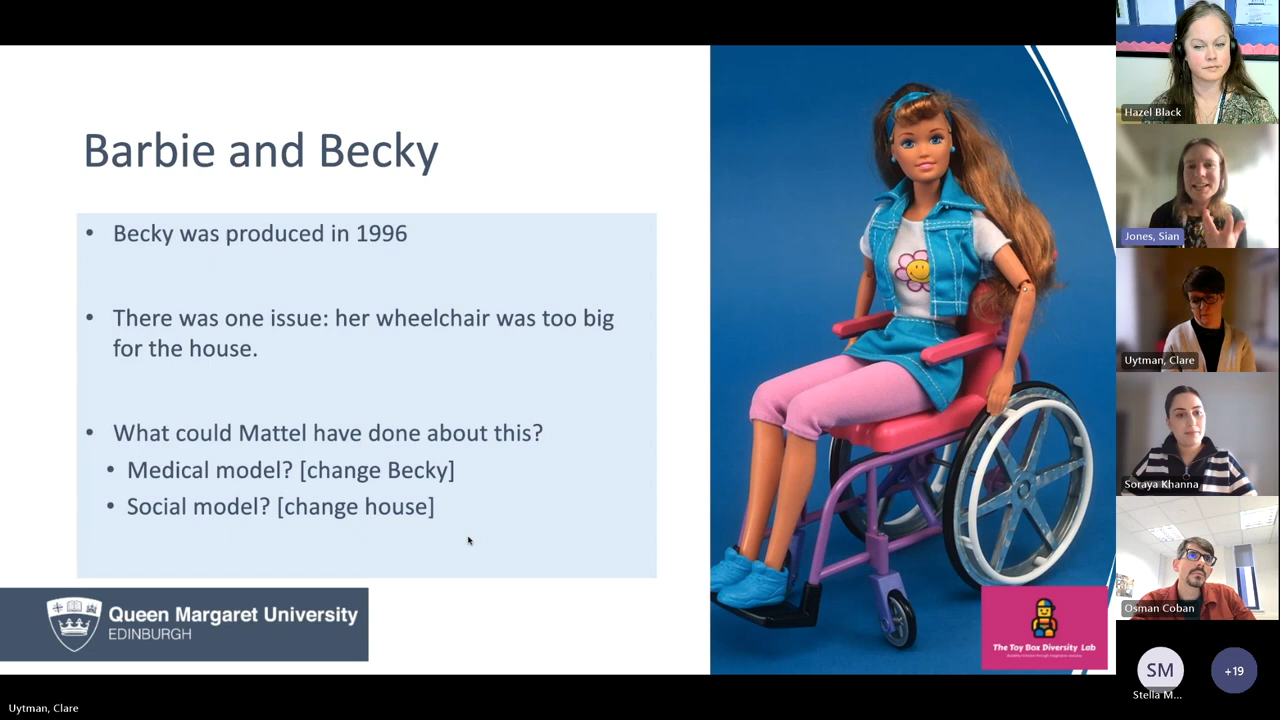 Barbie and Becky
• Becky was produced in 1996
• There was one issue: her wheelchair was too big
for the house.
• What could Mattel have done about this?
• Medical model? [change Becky]
• Social model? [change house]
Queen Margaret University
EDINBURGH
The Toy Box Diversity Lab
Hazel Black
Jones, Sian
Uytman, Clare
Soraya Khanna
Osman Coban
SM
+19
Stella M...
Uytman, Clare